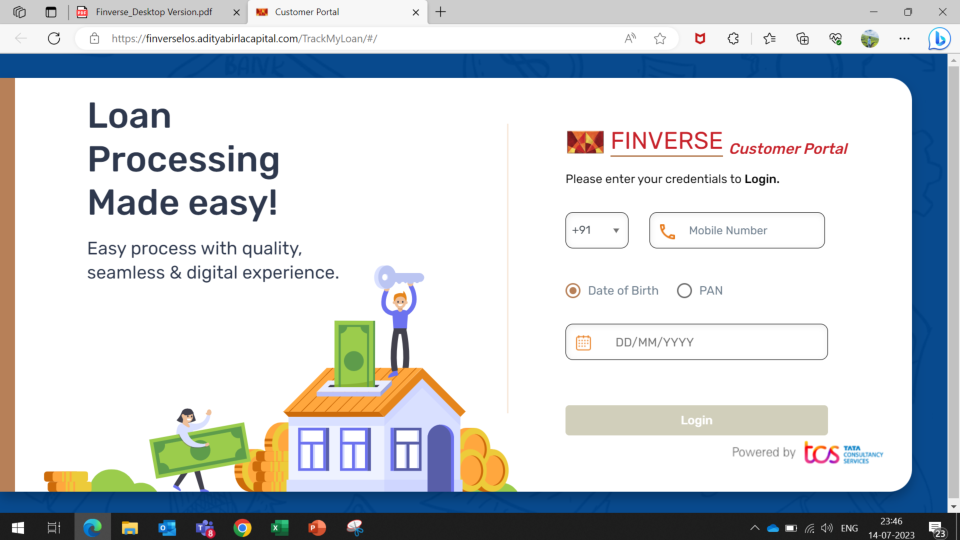 Finverse_Desktop Version.pdf
Customer Portal
https://finverselos.adityabirlacapital.com/TrackMyLoan/#/
Loan
Processing
Made easy!
Easy process with quality,
seamless & digital experience.
FINVERSE Customer Portal
Please enter your credentials to Login.
+91
Mobile Number
Date of Birth
PAN
DD/MM/YYYY
Login
Powered by tcs TATA CONSULTANCY SERVICES
8
ENG
23:46
14-07-2023
23